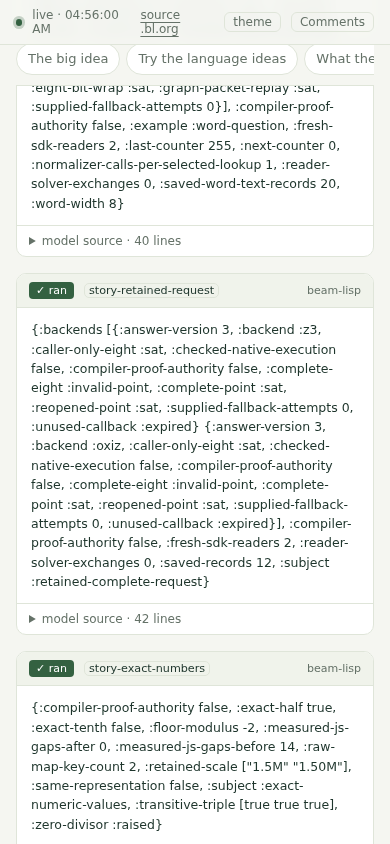 live · 04:56:00 AM
source .bl.org
theme
Comments
The big idea
Try the language ideas
What the
:eight-bit-wrap :sat, :graph-packet-replay :sat,
:supplied-fallback-attempts 0}], :compiler-proof-
authority false, :example :word-question, :fresh-
sdk-readers 2, :last-counter 255, :next-counter 0,
:normalizer-calls-per-selected-lookup 1, :reader-
solver-exchanges 0, :saved-word-text-records 20,
:word-width 8}
▶ model source · 40 lines
✓ ran story-retained-request beam-lisp
{:backends [{:answer-version 3, :backend :z3,
:caller-only-eight :sat, :checked-native-execution
false, :compiler-proof-authority false, :complete-
eight :invalid-point, :complete-point :sat,
:reopened-point :sat, :supplied-fallback-attempts 0,
:unused-callback :expired} {:answer-version 3,
:backend :oxiz, :caller-only-eight :sat, :checked-
native-execution false, :compiler-proof-authority
false, :complete-eight :invalid-point, :complete-
point :sat, :reopened-point :sat, :supplied-fallback-
attempts 0, :unused-callback :expired}], :compiler-
proof-authority false, :fresh-sdk-readers 2, :reader-
solver-exchanges 0, :saved-records 12, :subject
:retained-complete-request}
▶ model source · 42 lines
✓ ran story-exact-numbers beam-lisp
{:compiler-proof-authority false, :exact-half true,
:exact-tenth false, :floor-modulus -2, :measured-js-
gaps-after 0, :measured-js-gaps-before 14, :raw-
map-key-count 2, :retained-scale ["1.5M" "1.50M"],
:same-representation false, :subject :exact-
numeric-values, :transitive-triple [true true true],
:zero-divisor :raised}